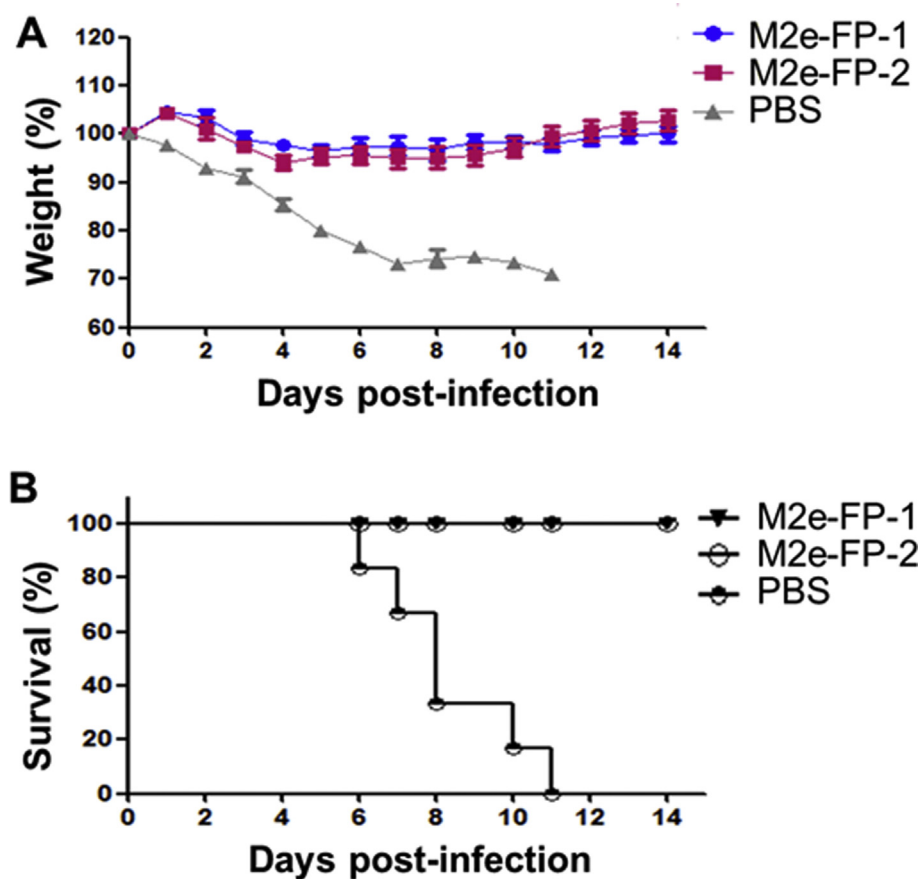 A
M2e-FP-1
M2e-FP-2
PBS
120
110
100
90
80
70
60
Weight (%)
0 2 4 6 8 10 12 14
Days post-infection
B
M2e-FP-1
M2e-FP-2
PBS
100
80
60
40
20
0
Survival (%)
0 2 4 6 8 10 12 14
Days post-infection